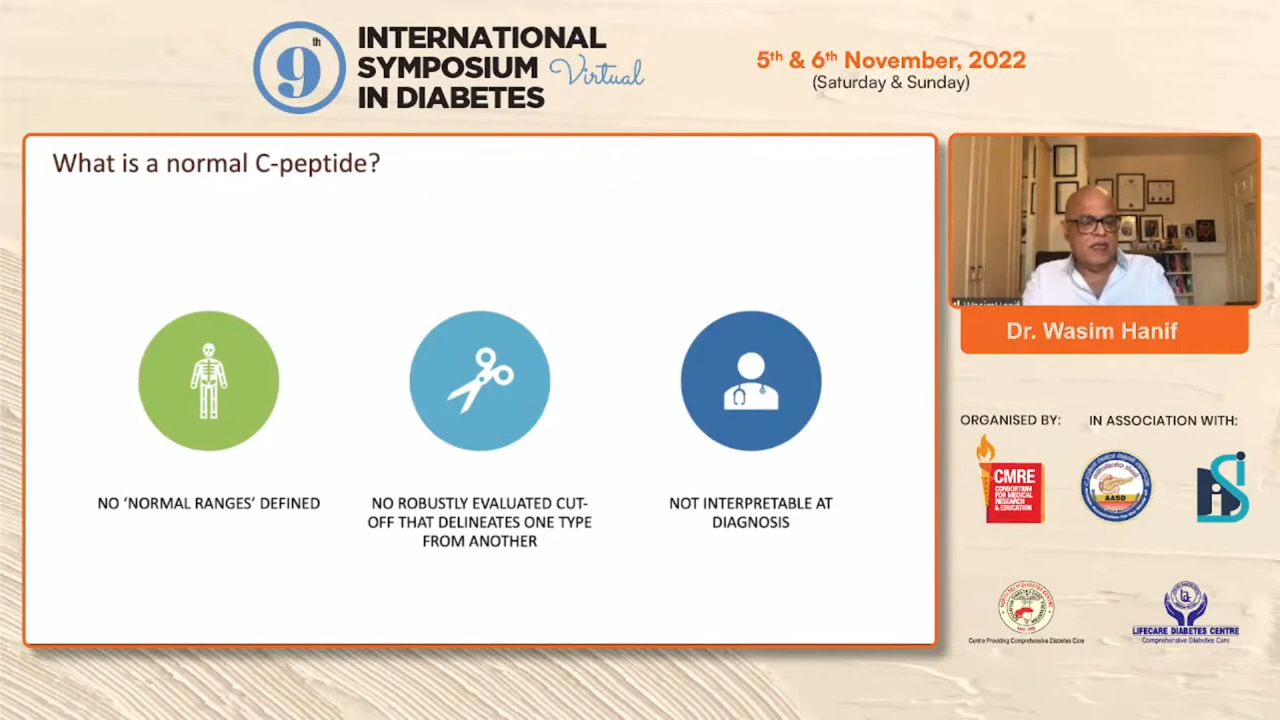 9th
INTERNATIONAL
SYMPOSIUM Virtual
IN DIABETES
5th & 6th November, 2022
(Saturday & Sunday)
What is a normal C-peptide?
NO ‘NORMAL RANGES’ DEFINED
NO ROBUSTLY EVALUATED CUT-
OFF THAT DELINEATES ONE TYPE
FROM ANOTHER
NOT INTERPRETABLE AT
DIAGNOSIS
Dr. Wasim Hanif
ORGANISED BY:
IN ASSOCIATION WITH:
CMRE
CONSORTIUM
FOR MEDICAL
RESEARCH
& EDUCATION
AASD
Centre Providing Comprehensive Diabetes Care
LIFECARE DIABETES CENTRE
Comprehensive Diabetes Care